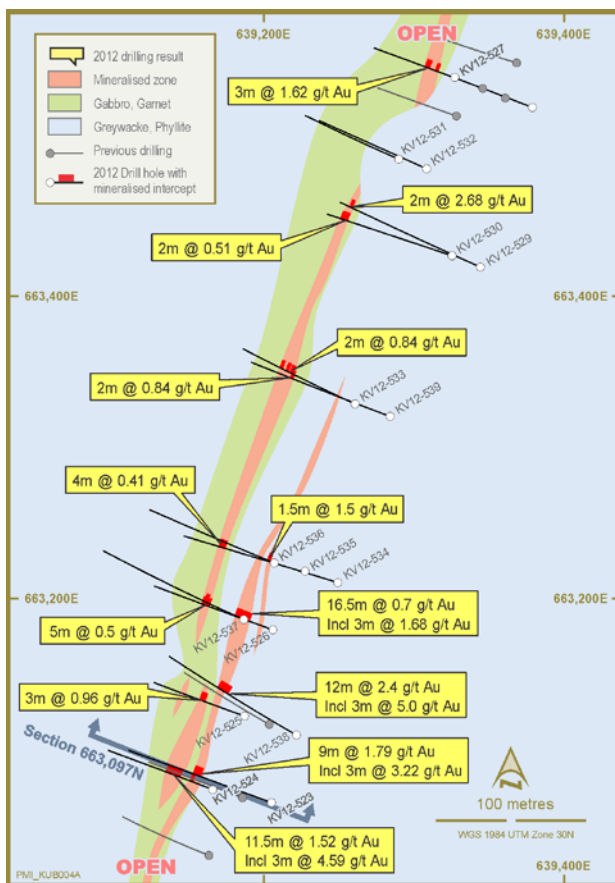 639,200E
639,400E
2012 drilling result
Mineralised zone
Gabbro, Garnet
Greywacke, Phyllite
Previous drilling
2012 Drill hole with
mineralised intercept
OPEN
KV12-527
3m @ 1.62 g/t Au
KV12-531
KV12-532
2m @ 2.68 g/t Au
2m @ 0.51 g/t Au
KV12-530
KV12-529
663,400E
663,400E
2m @ 0.84 g/t Au
2m @ 0.84 g/t Au
KV12-533
KV12-539
4m @ 0.41 g/t Au
1.5m @ 1.5 g/t Au
KV12-536
KV12-535
KV12-534
663,200E
663,200E
16.5m @ 0.7 g/t Au
Incl 3m @ 1.68 g/t Au
5m @ 0.5 g/t Au
KV12-537
KV12-526
12m @ 2.4 g/t Au
Incl 3m @ 5.0 g/t Au
3m @ 0.96 g/t Au
KV12-525
KV12-538
Section 663,097N
9m @ 1.79 g/t Au
Incl 3m @ 3.22 g/t Au
KV12-524
KV12-523
100 metres
WGS 1984 UTM Zone 30N
11.5m @ 1.52 g/t Au
Incl 3m @ 4.59 g/t Au
OPEN
PMI_KUB004A
639,200E
639,400E